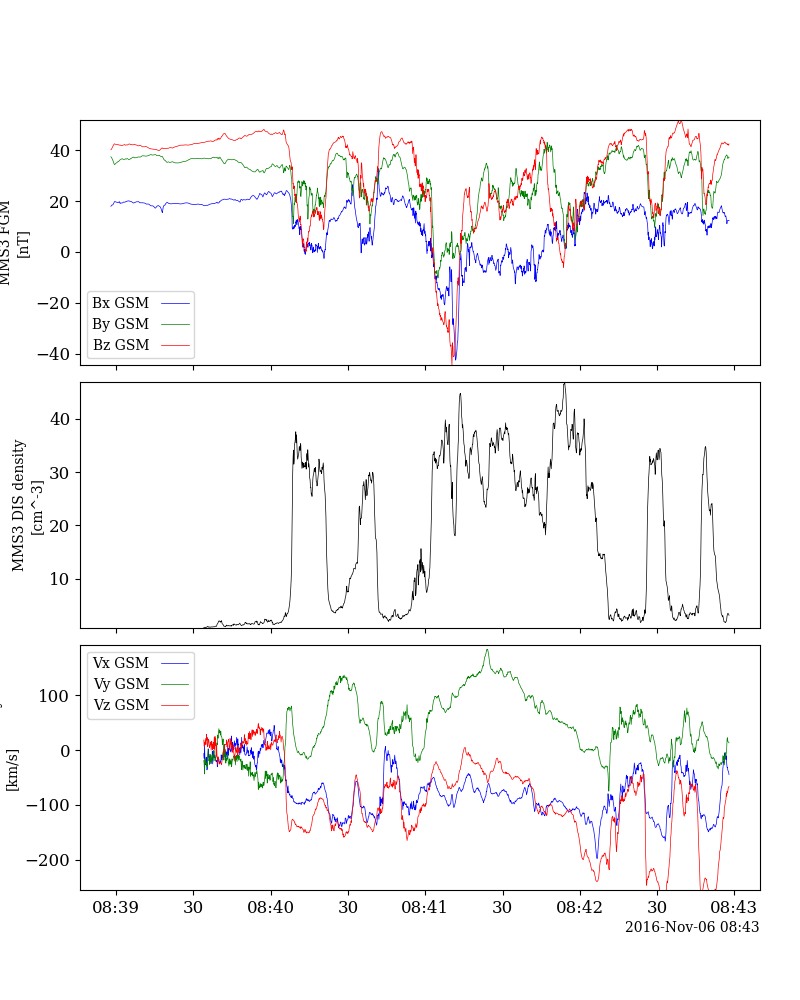 MMS3 FGM
[nT]
40
20
0
−20
−40
Bx GSM
By GSM
Bz GSM
MMS3 DIS density
[cm^-3]
40
30
20
10
Vx GSM
Vy GSM
Vz GSM
[km/s]
100
0
−100
−200
08:39 30 08:40 30 08:41 30 08:42 30 08:43
2016-Nov-06 08:43